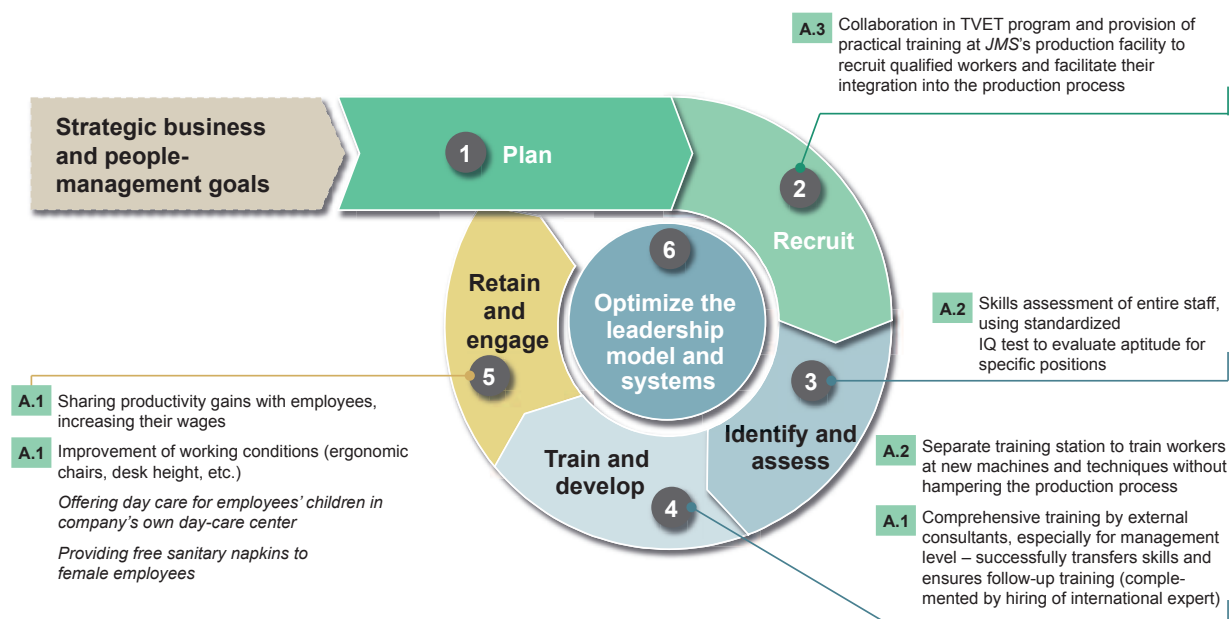 A.3 Collaboration in TVET program and provision of
practical training at JMS's production facility to
recruit qualified workers and facilitate their
integration into the production process
Strategic business
and people-
management goals
1 Plan
2
Recruit
6
Optimize the
leadership
model and
systems
Retain
and
engage
5
A.2 Skills assessment of entire staff,
using standardized
IQ test to evaluate aptitude for
specific positions
3
Identify and
assess
A.1 Sharing productivity gains with employees,
increasing their wages
A.1 Improvement of working conditions (ergonomic
chairs, desk height, etc.)
Offering day care for employees' children in
company's own day-care center
Providing free sanitary napkins to
female employees
Train and
develop
4
A.2 Separate training station to train workers
at new machines and techniques without
hampering the production process
A.1 Comprehensive training by external
consultants, especially for management
level – successfully transfers skills and
ensures follow-up training (comple-
mented by hiring of international expert)